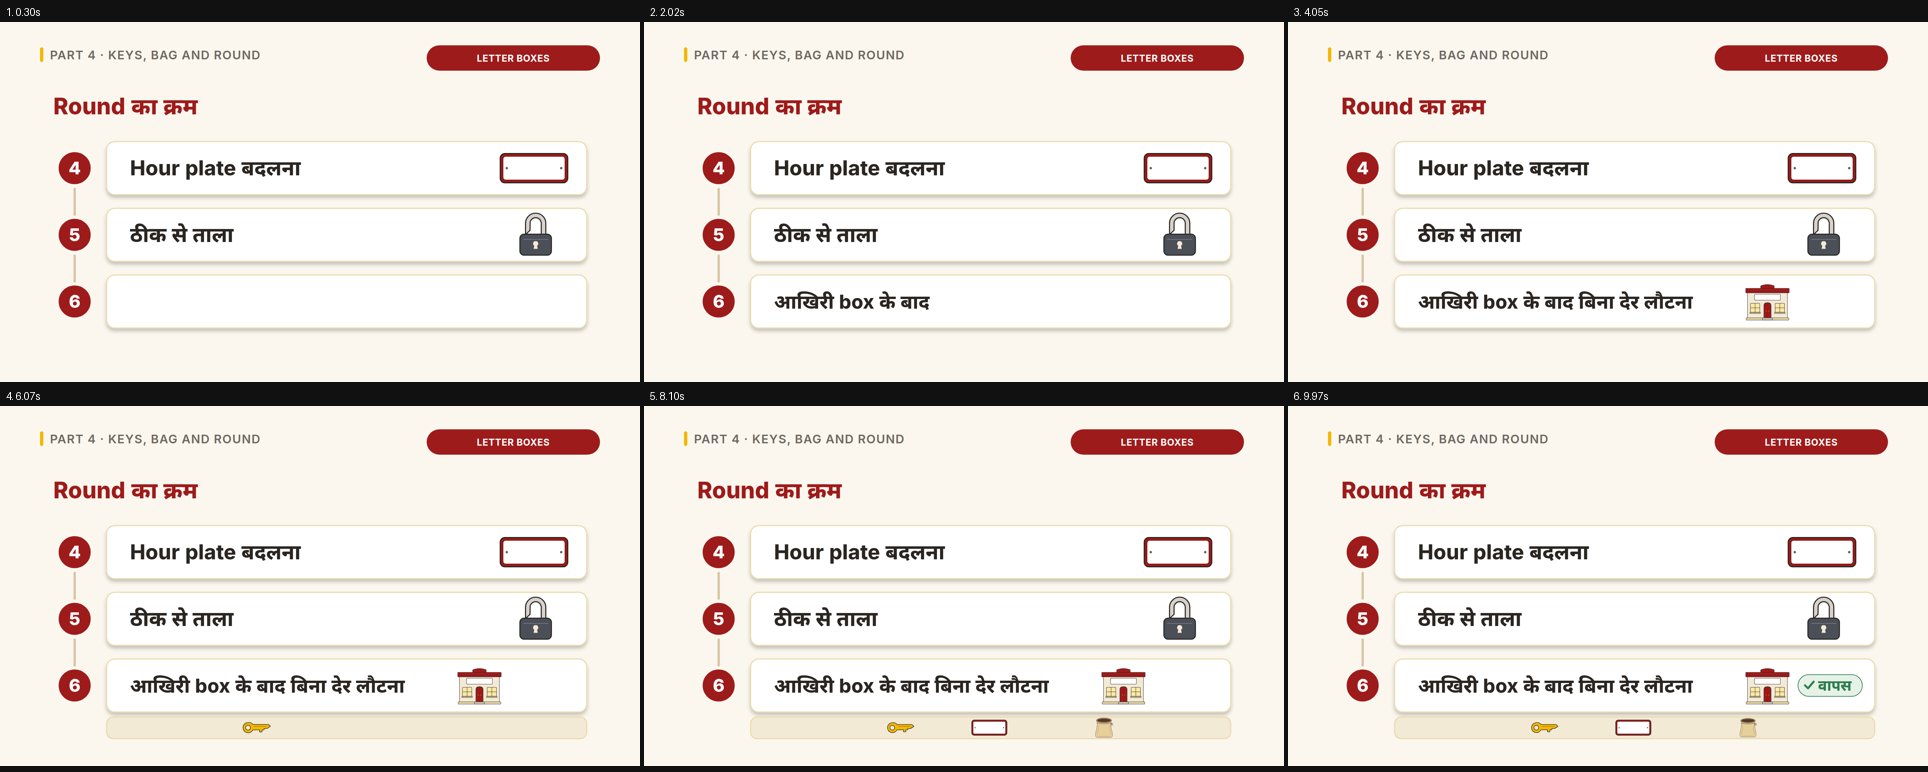 1. 0.30s
PART 4 · KEYS, BAG AND ROUND
LETTER BOXES
Round का क्रम
4 Hour plate बदलना
5 ठीक से ताला
6
2. 2.02s
PART 4 · KEYS, BAG AND ROUND
LETTER BOXES
Round का क्रम
4 Hour plate बदलना
5 ठीक से ताला
6 आखिरी box के बाद
3. 4.05s
PART 4 · KEYS, BAG AND ROUND
LETTER BOXES
Round का क्रम
4 Hour plate बदलना
5 ठीक से ताला
6 आखिरी box के बाद बिना देर लौटना
4. 6.07s
PART 4 · KEYS, BAG AND ROUND
LETTER BOXES
Round का क्रम
4 Hour plate बदलना
5 ठीक से ताला
6 आखिरी box के बाद बिना देर लौटना
5. 8.10s
PART 4 · KEYS, BAG AND ROUND
LETTER BOXES
Round का क्रम
4 Hour plate बदलना
5 ठीक से ताला
6 आखिरी box के बाद बिना देर लौटना
6. 9.97s
PART 4 · KEYS, BAG AND ROUND
LETTER BOXES
Round का क्रम
4 Hour plate बदलना
5 ठीक से ताला
6 आखिरी box के बाद बिना देर लौटना ✓ वापस